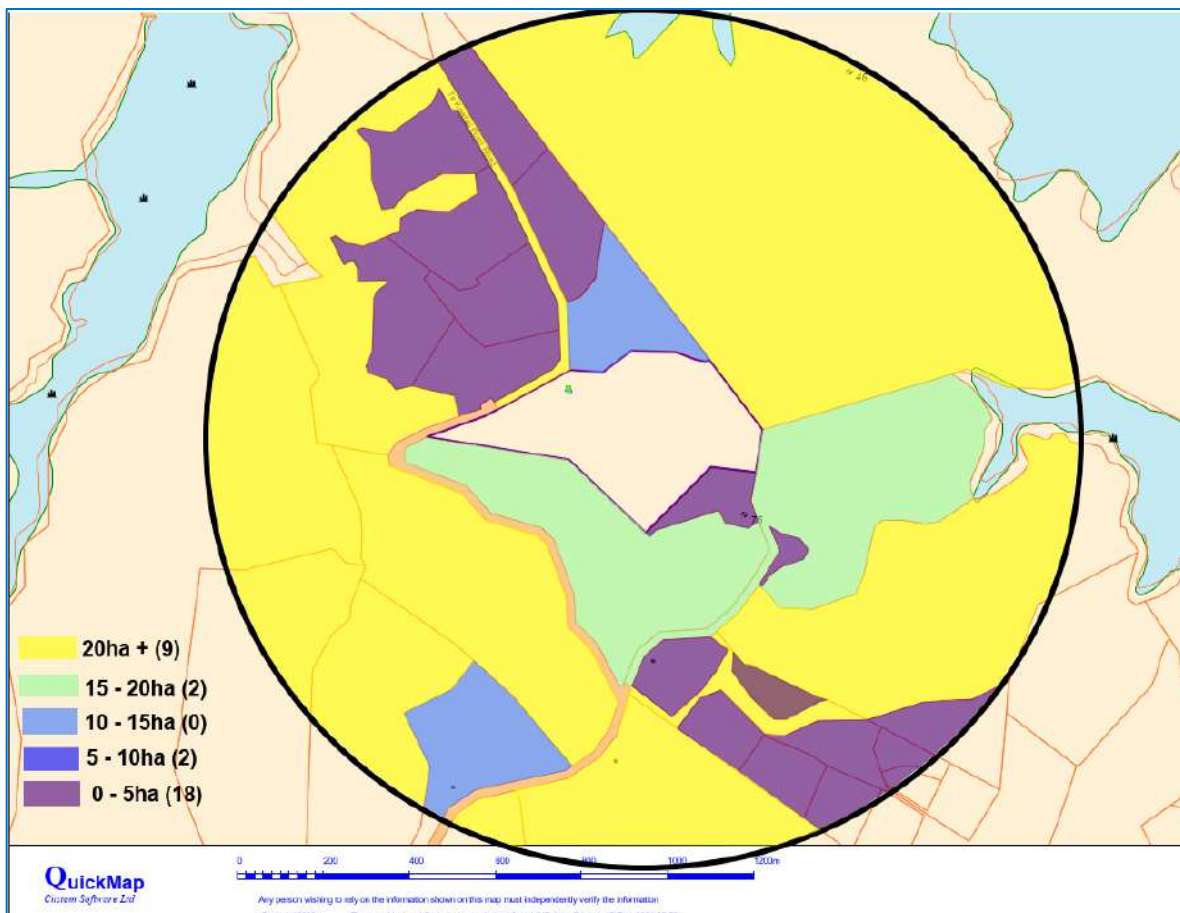 46
76
20ha + (9)
15 - 20ha (2)
10 - 15ha (0)
5 - 10ha (2)
0 - 5ha (18)
0 200 400 600 800 1000 1200m
QuickMap
Custom Software Ltd
Any person wishing to rely on the information shown on this map must independently verify the information